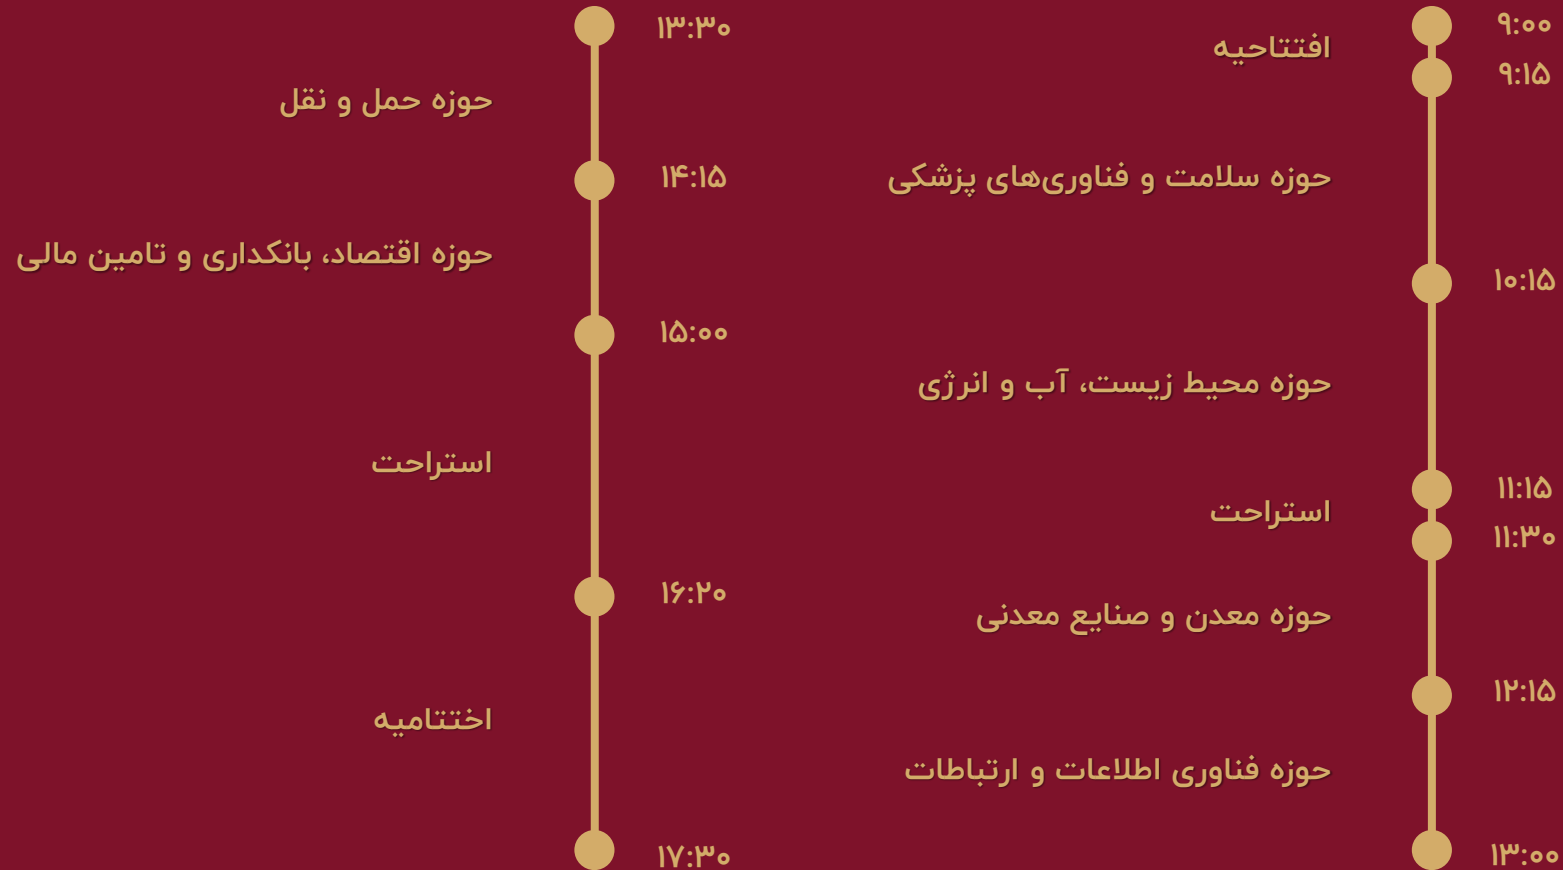 ۹:۰۰
افتتاحیه
۹:۱۵
حوزه سلامت و فناوری‌های پزشکی
۱۰:۱۵
حوزه محیط زیست، آب و انرژی
۱۱:۱۵
استراحت
۱۱:۳۰
حوزه معدن و صنایع معدنی
۱۲:۱۵
حوزه فناوری اطلاعات و ارتباطات
۱۳:۰۰
۱۳:۳۰
حوزه حمل و نقل
۱۴:۱۵
حوزه اقتصاد، بانکداری و تامین مالی
۱۵:۰۰
استراحت
۱۶:۲۰
اختتامیه
۱۷:۳۰